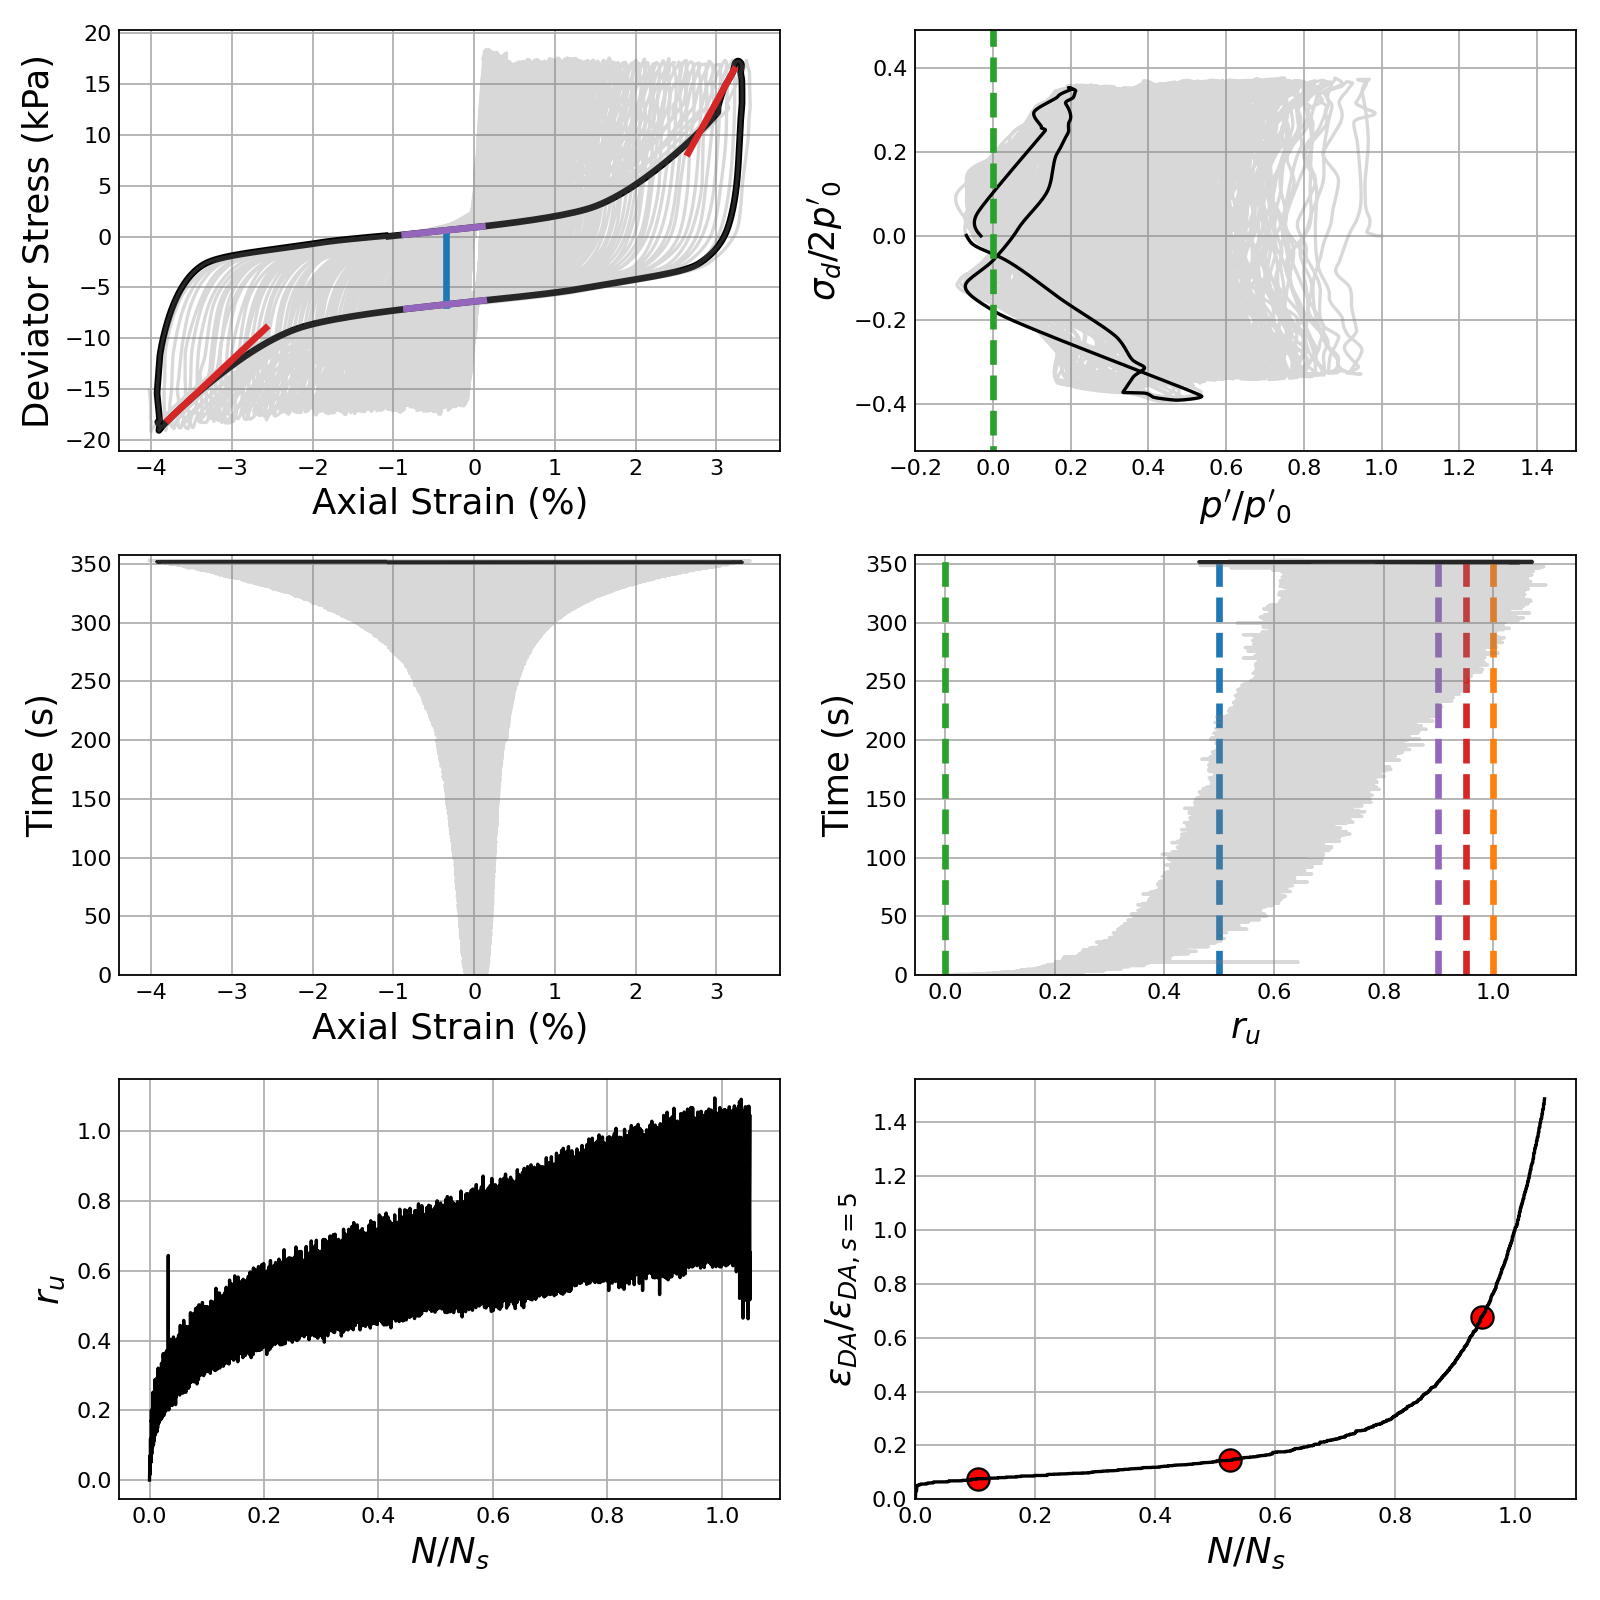 20
15
10
5
0
−5
−10
−15
−20
Deviator Stress (kPa)
−4 −3 −2 −1 0 1 2 3
Axial Strain (%)
0.4
0.2
0.0
−0.2
−0.4
σd/2p′0
−0.2 0.0 0.2 0.4 0.6 0.8 1.0 1.2 1.4
p′/p′0
350
300
250
200
150
100
50
0
Time (s)
−4 −3 −2 −1 0 1 2 3
Axial Strain (%)
350
300
250
200
150
100
50
0
Time (s)
0.0 0.2 0.4 0.6 0.8 1.0
ru
1.0
0.8
0.6
0.4
0.2
0.0
ru
0.0 0.2 0.4 0.6 0.8 1.0
N/Ns
1.4
1.2
1.0
0.8
0.6
0.4
0.2
0.0
εDA/εDA, s = 5
0.0 0.2 0.4 0.6 0.8 1.0
N/Ns